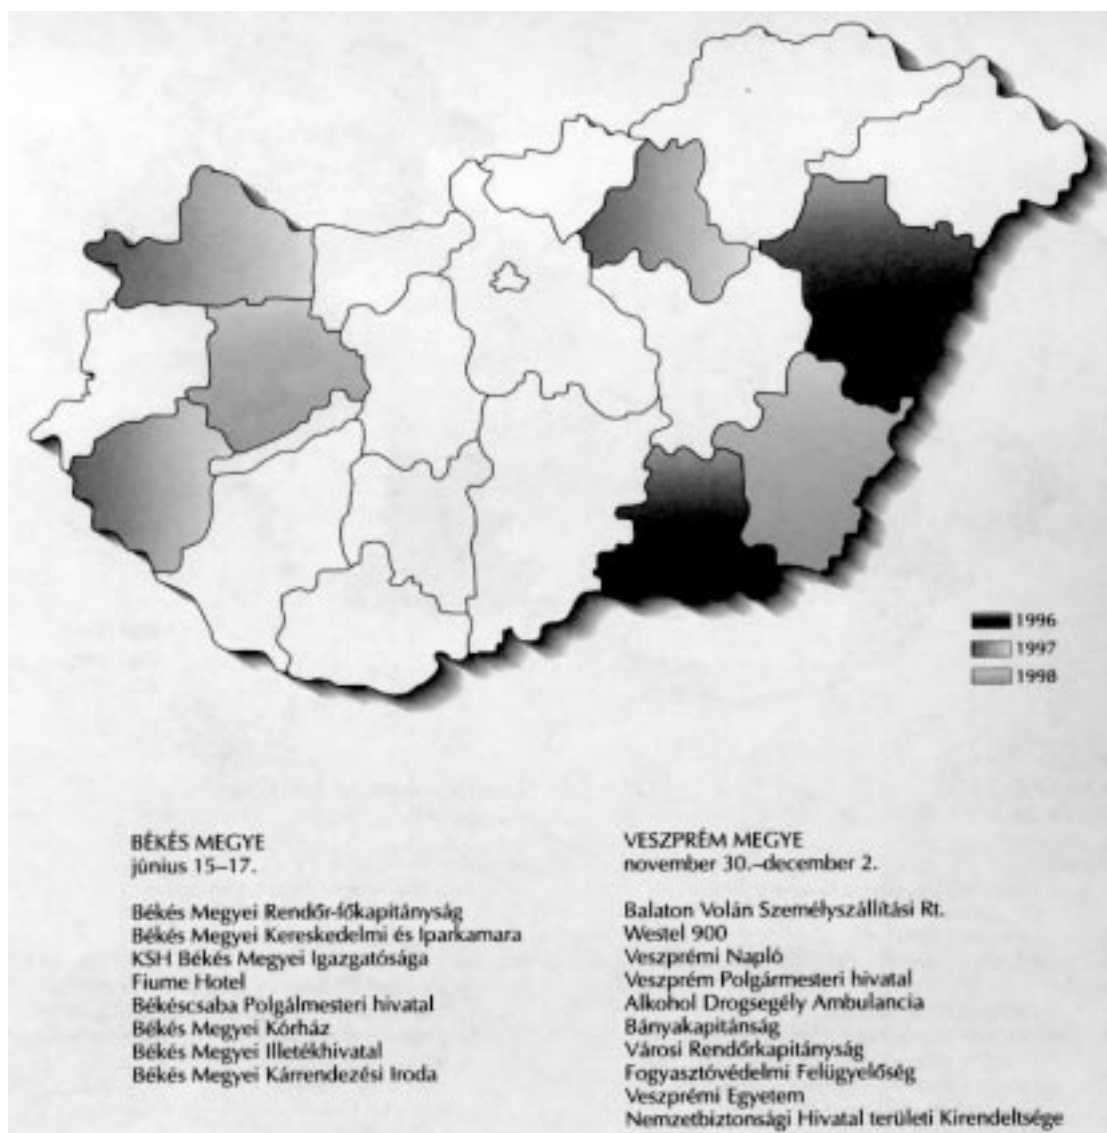 1996
1997
1998
BÉKÉS MEGYE
június 15–17.
Békés Megyei Rendőr-főkapitányság
Békés Megyei Kereskedelmi és Iparkamara
KSH Békés Megyei Igazgatósága
Fiume Hotel
Békéscsaba Polgálmesteri hivatal
Békés Megyei Kórház
Békés Megyei Illetékhivatal
Békés Megyei Kárrendezési Iroda
VESZPRÉM MEGYE
november 30.–december 2.
Balaton Volán Személyszállítási Rt.
Westel 900
Veszprémi Napló
Veszprém Polgármesteri hivatal
Alkohol Drogsegély Ambulancia
Bányakapitánság
Városi Rendőrkapitányság
Fogyasztóvédelmi Felügyelőség
Veszprémi Egyetem
Nemzetbiztonsági Hivatal területi Kirendeltsége